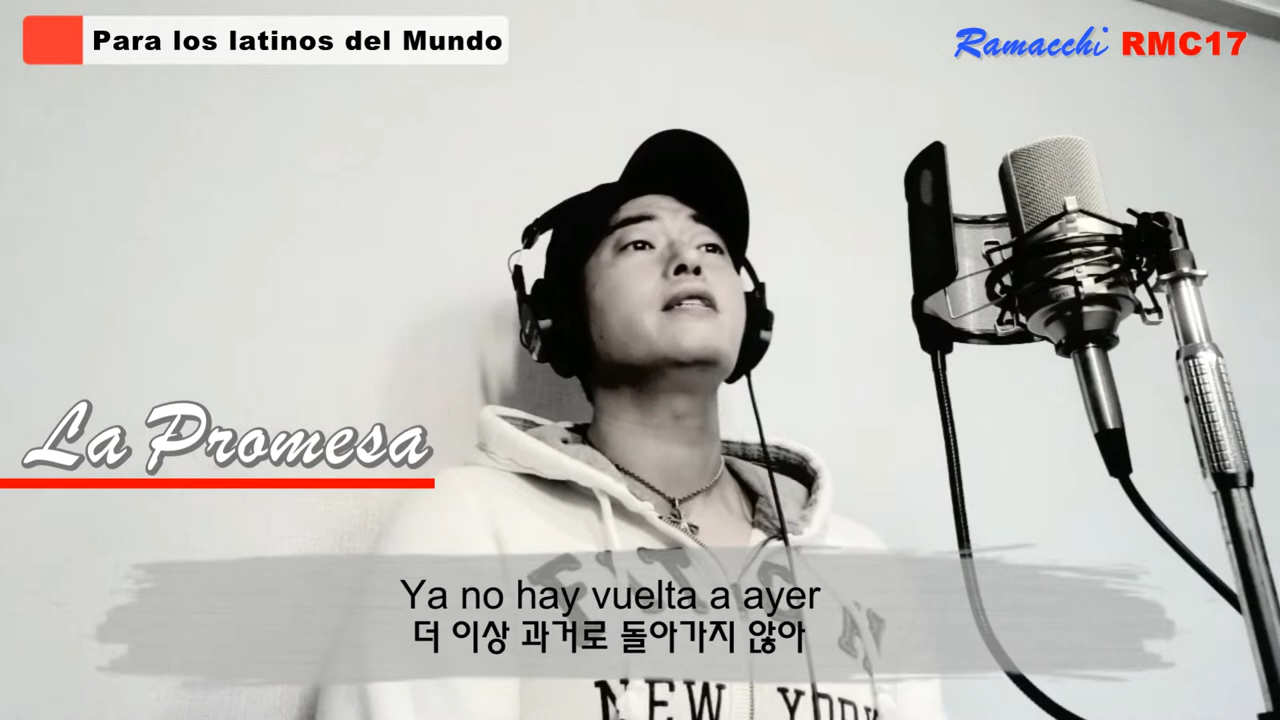 Para los latinos del Mundo
Ramacchi RMC17
La Promesa
Ya no hay vuelta a ayer
더 이상 과거로 돌아가지 않아
NEW York